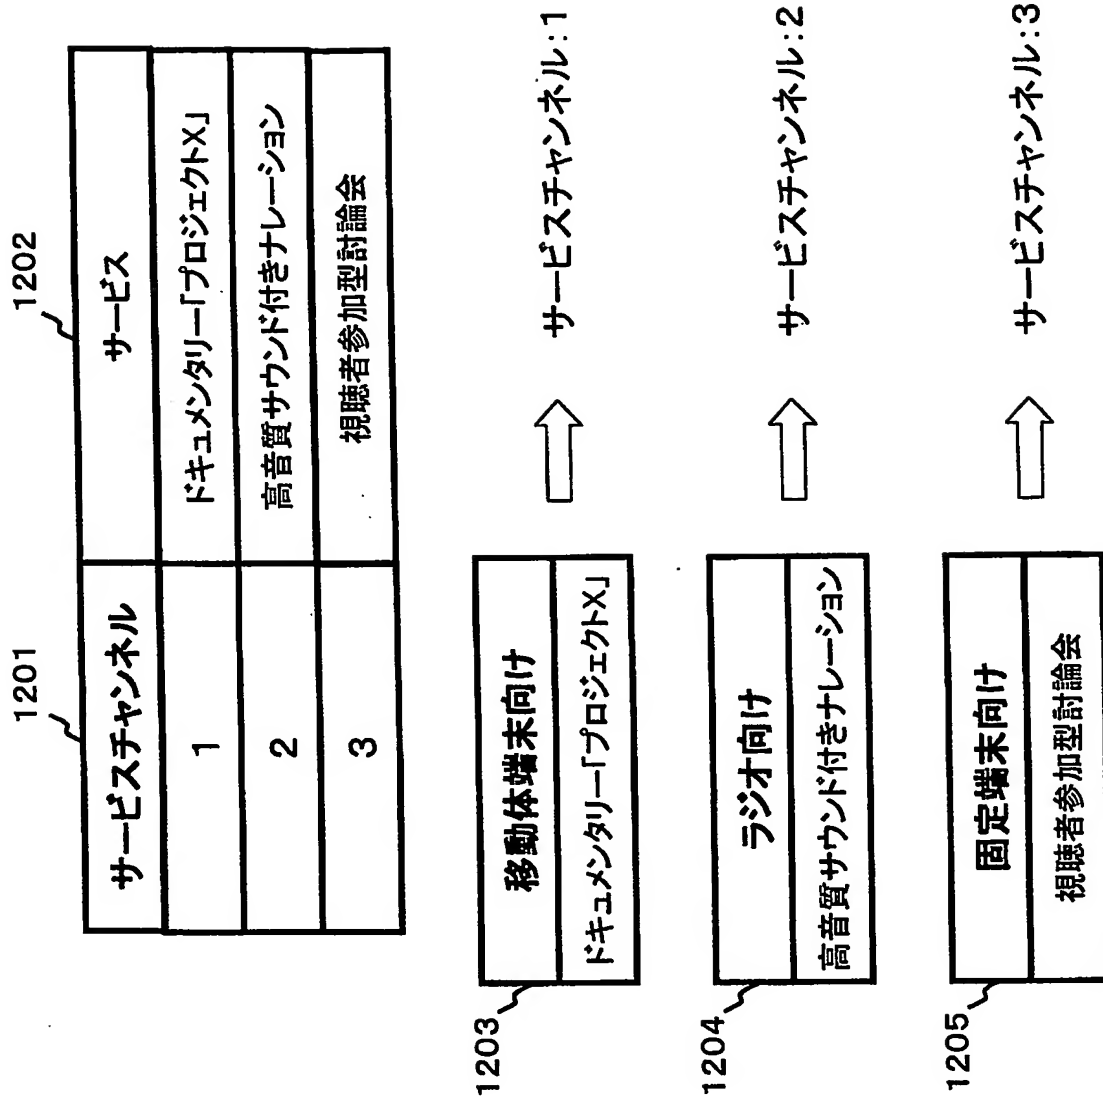 1201
1202
サービスチャンネル
サービス
1
ドキュメンタリー「プロジェクトX」
2
高音質サウンド付きナレーション
3
視聴者参加型討論会
1203
移動体端末向け
ドキュメンタリー「プロジェクトX」
サービスチャンネル:1
1204
ラジオ向け
高音質サウンド付きナレーション
サービスチャンネル:2
1205
固定端末向け
視聴者参加型討論会
サービスチャンネル:3